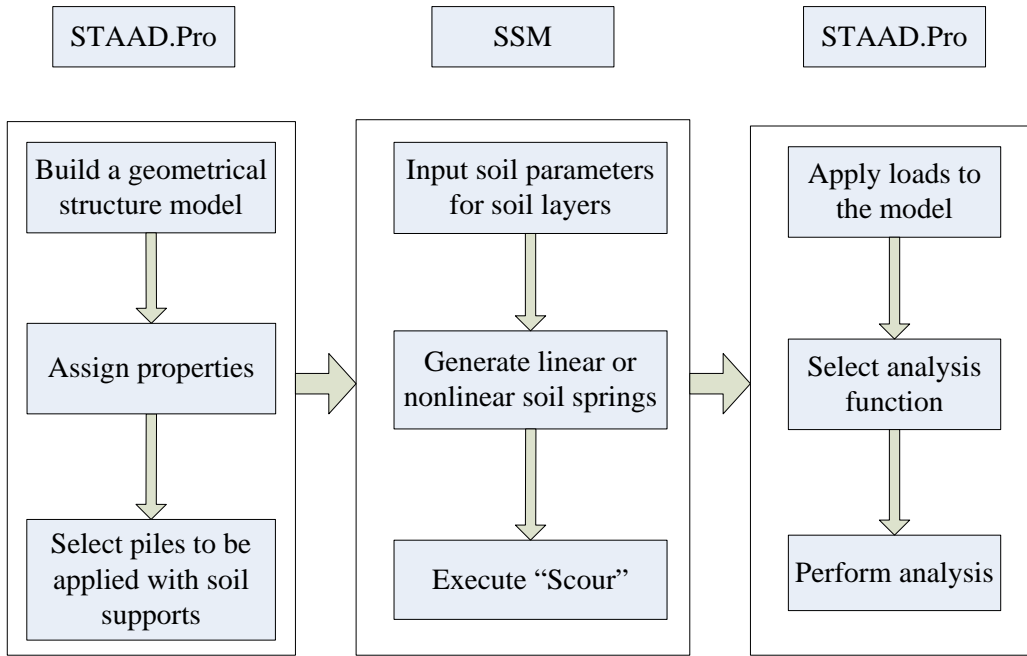 STAAD.Pro
SSM
STAAD.Pro
Build a geometrical
structure model
Assign properties
Select piles to be
applied with soil
supports
Input soil parameters
for soil layers
Generate linear or
nonlinear soil springs
Execute “Scour”
Apply loads to
the model
Select analysis
function
Perform analysis